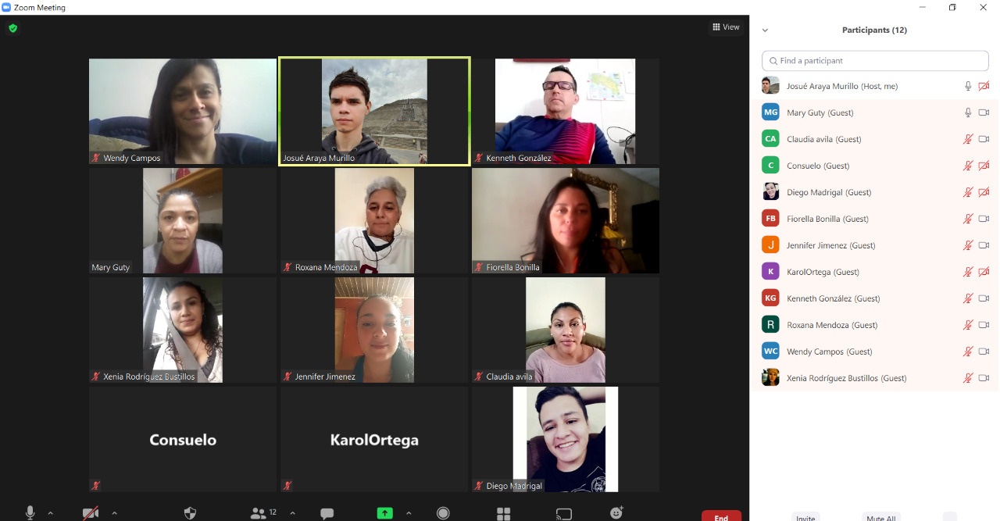 Zoom Meeting
View
Wendy Campos
Josué Araya Murillo
Kenneth González
Mary Guty
Roxana Mendoza
Fiorella Bonilla
Xenia Rodríguez Bustillos
Jennifer Jimenez
Claudia avila
Consuelo
KarolOrtega
Diego Madrigal
12
End
Participants (12)
Find a participant
Josué Araya Murillo (Host, me)
MG Mary Guty (Guest)
CA Claudia avila (Guest)
C Consuelo (Guest)
Diego Madrigal (Guest)
FB Fiorella Bonilla (Guest)
J Jennifer Jimenez (Guest)
K KarolOrtega (Guest)
KG Kenneth González (Guest)
R Roxana Mendoza (Guest)
WC Wendy Campos (Guest)
Xenia Rodríguez Bustillos (Guest)
Invite
Mute All